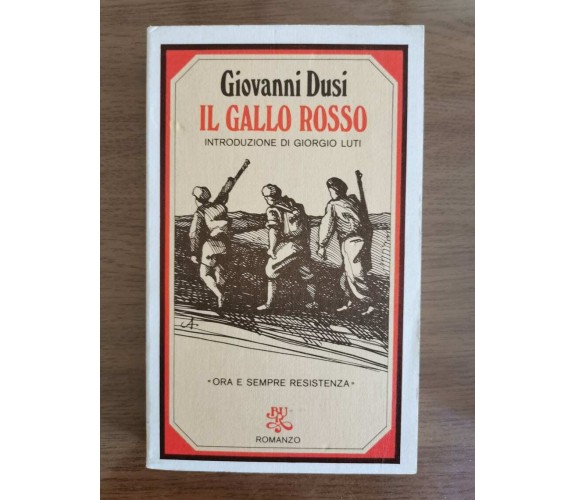 Giovanni Dusi
IL GALLO ROSSO
INTRODUZIONE DI GIORGIO LUTI
A.
"ORA E SEMPRE RESISTENZA"
BUR
ROMANZO